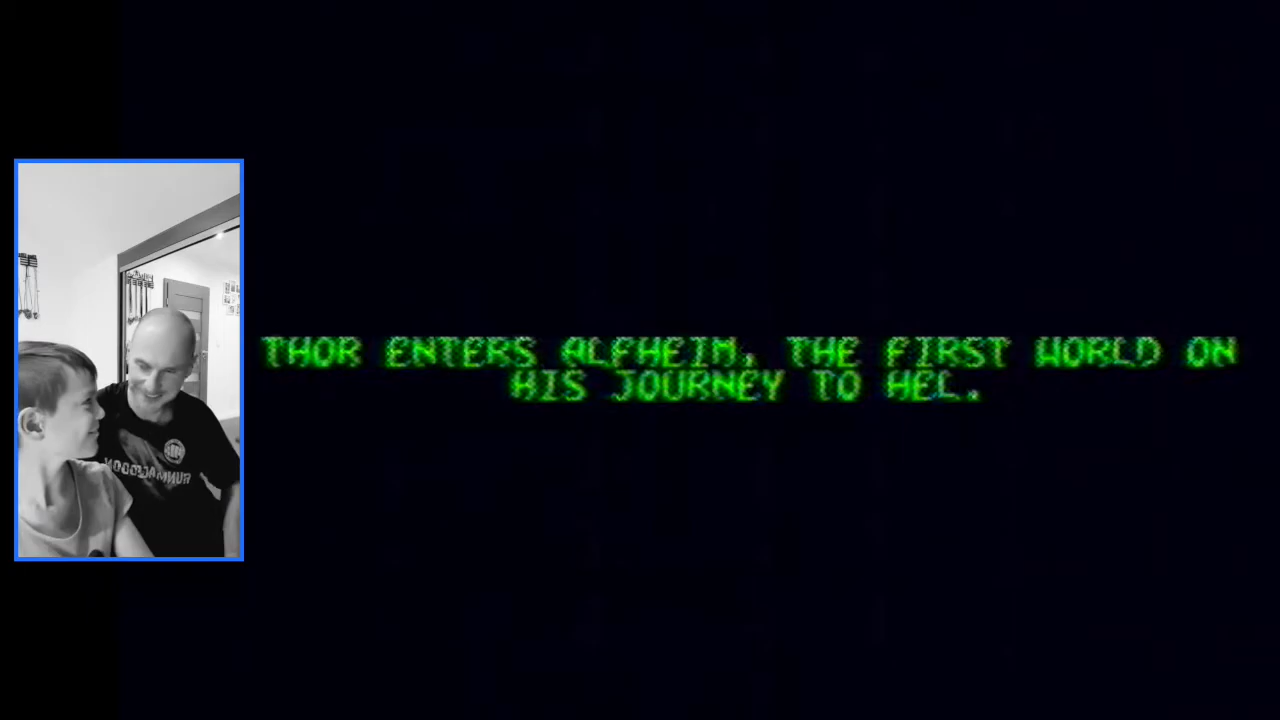 THOR ENTERS ALFHEIM. THE FIRST WORLD ON
HIS JOURNEY TO HEL.